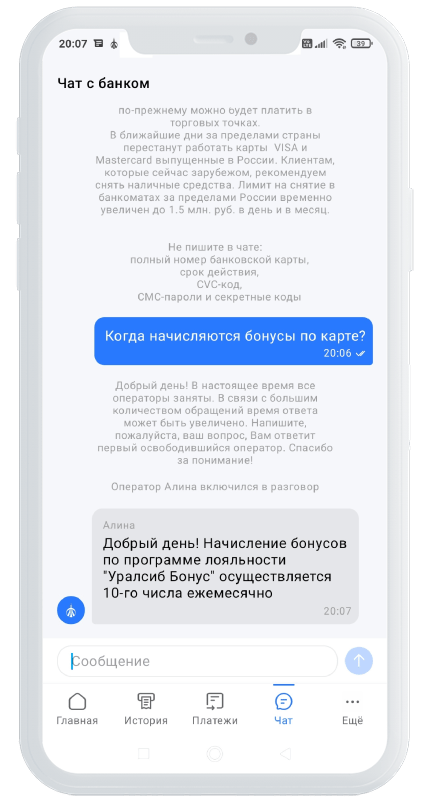 20:07
39
Чат с банком
по-прежнему можно будет платить в
торговых точках.
В ближайшие дни за пределами страны
перестанут работать карты VISA и
Mastercard выпущенные в России. Клиентам,
которые сейчас зарубежом, рекомендуем
снять наличные средства. Лимит на снятие в
банкоматах за пределами России временно
увеличен до 1.5 млн. руб. в день и в месяц.
Не пишите в чате:
полный номер банковской карты,
срок действия,
CVC-код,
СМС-пароли и секретные коды
Когда начисляются бонусы по карте?
20:06
Добрый день! В настоящее время все
операторы заняты. В связи с большим
количеством обращений время ответа
может быть увеличено. Напишите,
пожалуйста, ваш вопрос, Вам ответит
первый освободившийся оператор. Спасибо
за понимание!
Оператор Алина включился в разговор
Алина
Добрый день! Начисление бонусов
по программе лояльности
"Уралсиб Бонус" осуществляется
10-го числа ежемесячно
20:07
Сообщение
Главная
История
Платежи
Чат
Ещё